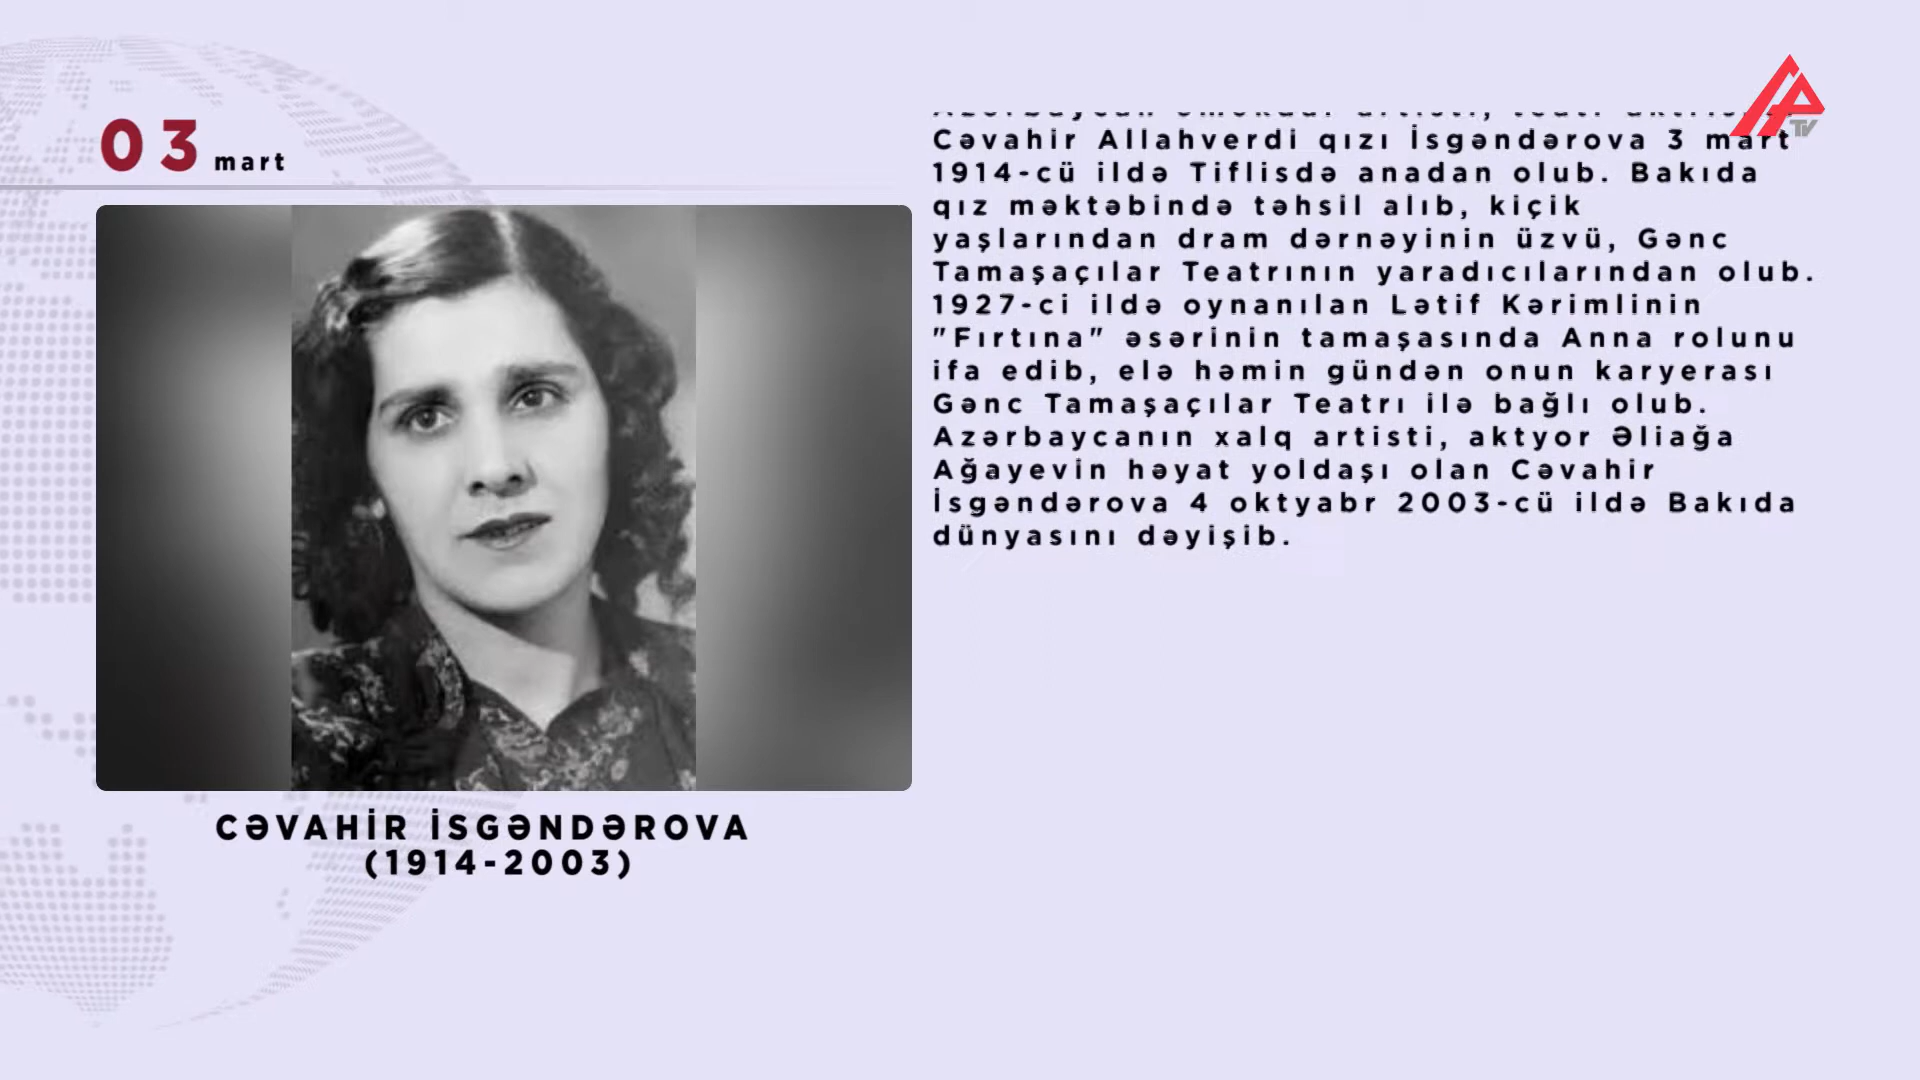 03 mart
Cəvahir Allahverdi qızı İsgəndərova 3 mart
1914-cü ildə Tiflisdə anadan olub. Bakıda
qız məktəbində təhsil alıb, kiçik
yaşlarından dram dərnəyinin üzvü, Gənc
Tamaşaçılar Teatrının yaradıcılarından olub.
1927-ci ildə oynanılan Lətif Kərimlinin
"Fırtına" əsərinin tamaşasında Anna rolunu
ifa edib, elə həmin gündən onun karyerası
Gənc Tamaşaçılar Teatrı ilə bağlı olub.
Azərbaycanın xalq artisti, aktyor Əliağa
Ağayevin həyat yoldaşı olan Cəvahir
İsgəndərova 4 oktyabr 2003-cü ildə Bakıda
dünyasını dəyişib.
CƏVAHİR İSGƏNDƏROVA
(1914-2003)
TV